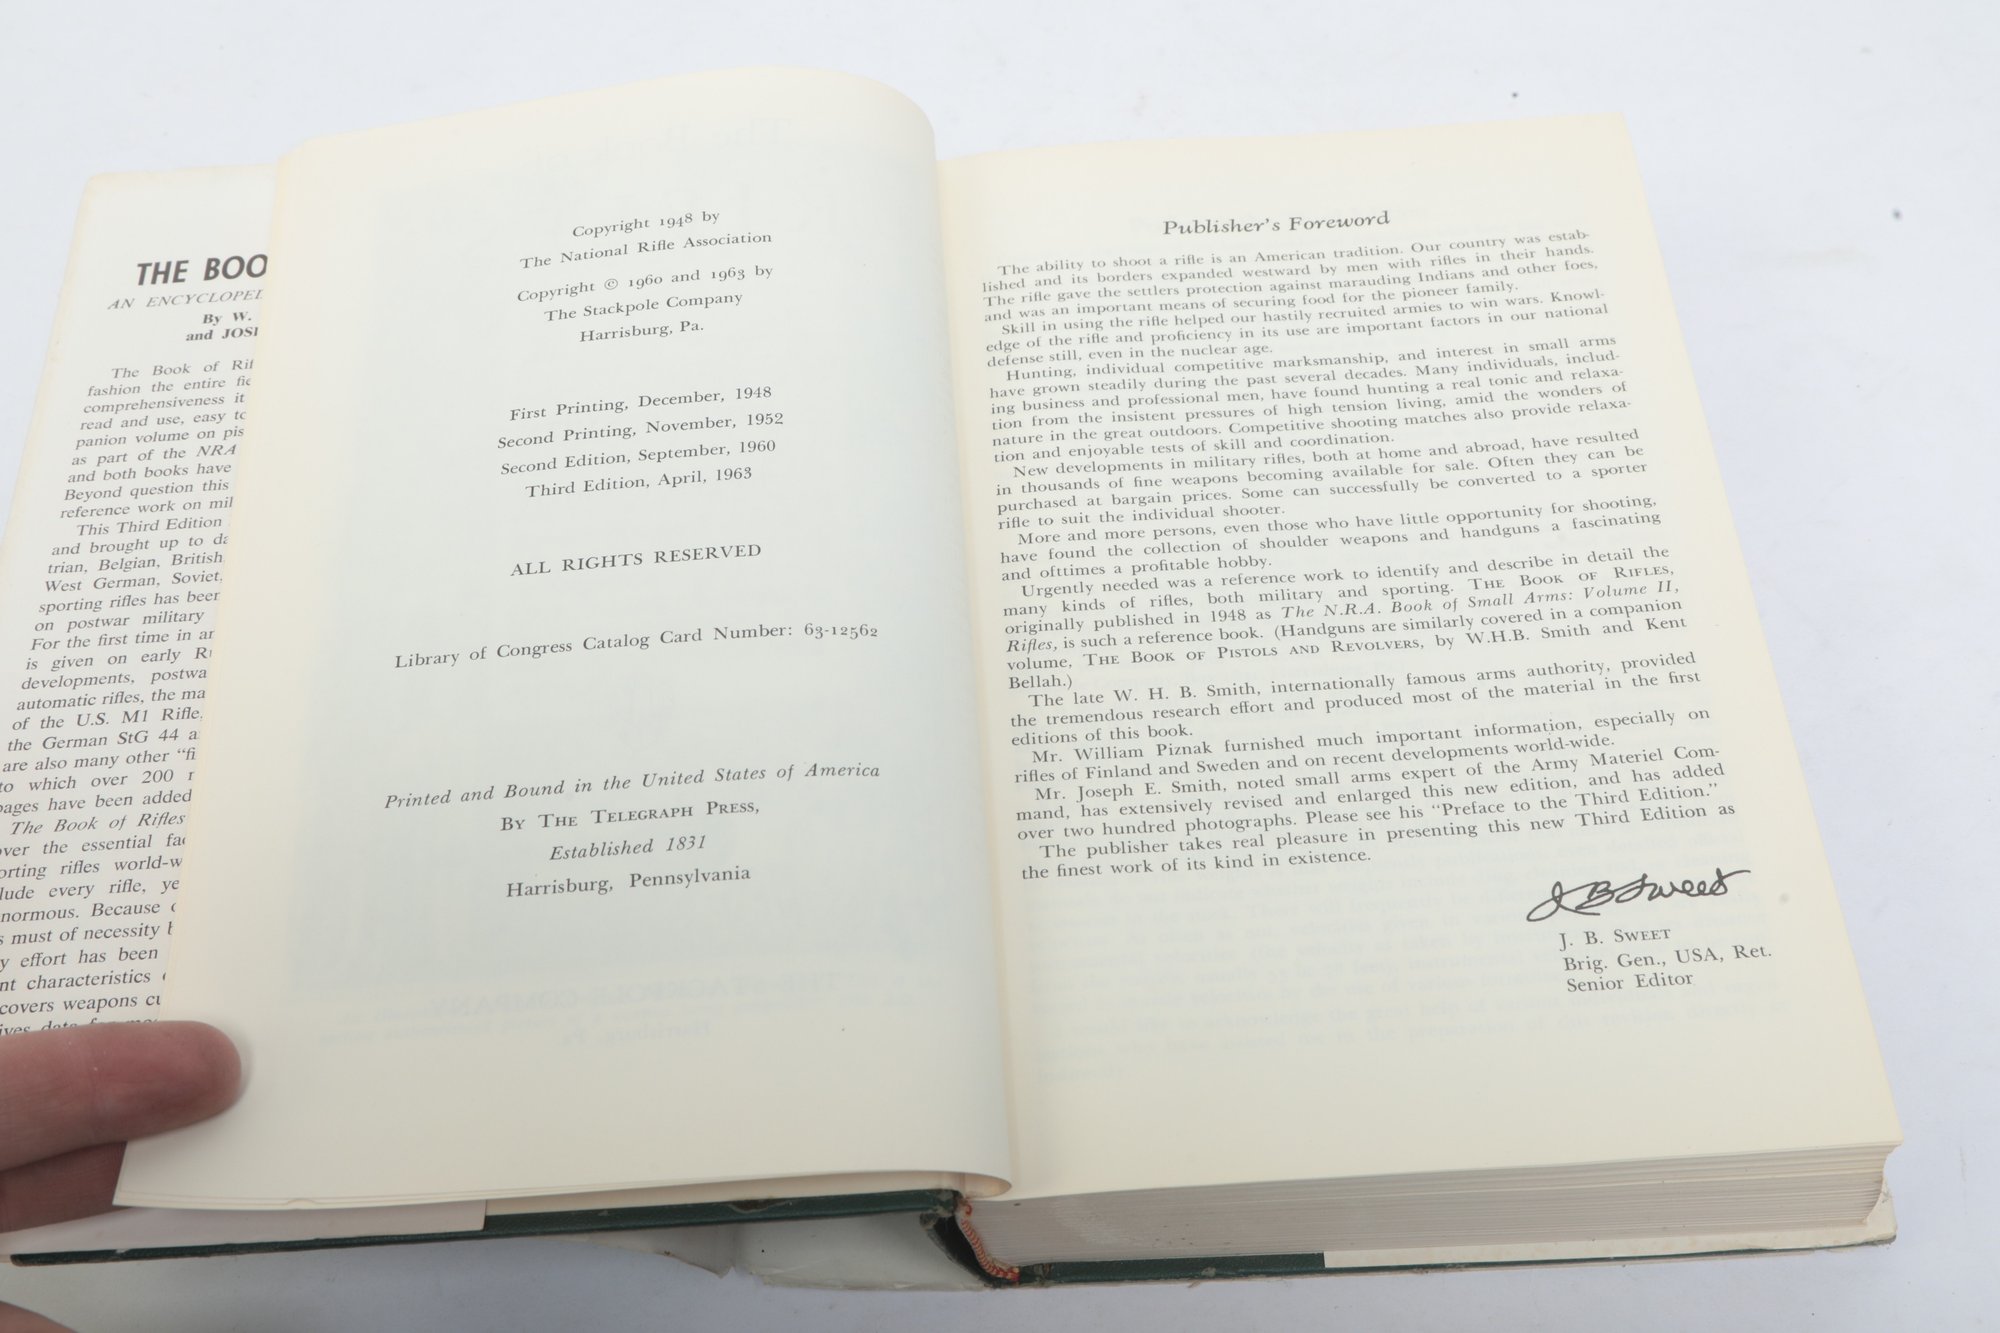 THE BOO
AN ENCYCLOPED
By W.
and JOSE
The Book of Rif
fashion the entire fie
comprehensiveness it
read and use, easy to
panion volume on pis
as part of the NRA
and both books have
Beyond question this
reference work on mil
This Third Edition
and brought up to da
trian, Belgian, British,
West German, Soviet,
sporting rifles has been
on postwar military
For the first time in an
is given on early Ru
developments, postwa
automatic rifles, the ma
of the U.S. M1 Rifle,
the German StG 44 a
are also many other "fi
to which over 200 r
pages have been added
The Book of Rifles
over the essential fac
orting rifles world-w
lude every rifle, ye
normous. Because o
s must of necessity b
y effort has been
nt characteristics
covers weapons cu
Copyright 1948 by
The National Rifle Association
Copyright © 1960 and 1963 by
The Stackpole Company
Harrisburg, Pa.
First Printing, December, 1948
Second Printing, November, 1952
Second Edition, September, 1960
Third Edition, April, 1963
ALL RIGHTS RESERVED
Library of Congress Catalog Card Number: 63-12562
Printed and Bound in the United States of America
BY THE TELEGRAPH PRESS,
Established 1831
Harrisburg, Pennsylvania
Publisher's Foreword
The ability to shoot a rifle is an American tradition. Our country was estab-
lished and its borders expanded westward by men with rifles in their hands.
The rifle gave the settlers protection against marauding Indians and other foes,
and was an important means of securing food for the pioneer family.
Skill in using the rifle helped our hastily recruited armies to win wars. Knowl-
edge of the rifle and proficiency in its use are important factors in our national
defense still, even in the nuclear age.
Hunting, individual competitive marksmanship, and interest in small arms
have grown steadily during the past several decades. Many individuals, includ-
ing business and professional men, have found hunting a real tonic and relaxa-
tion from the insistent pressures of high tension living, amid the wonders of
nature in the great outdoors. Competitive shooting matches also provide relaxa-
tion and enjoyable tests of skill and coordination.
New developments in military rifles, both at home and abroad, have resulted
in thousands of fine weapons becoming available for sale. Often they can be
purchased at bargain prices. Some can successfully be converted to a sporter
rifle to suit the individual shooter.
More and more persons, even those who have little opportunity for shooting,
have found the collection of shoulder weapons and handguns a fascinating
and ofttimes a profitable hobby.
Urgently needed was a reference work to identify and describe in detail the
many kinds of rifles, both military and sporting. THE BOOK OF RIFLES,
originally published in 1948 as The N.R.A. Book of Small Arms: Volume II,
Rifles, is such a reference book. (Handguns are similarly covered in a companion
volume, THE BOOK OF PISTOLS AND REVOLVERS, by W.H.B. Smith and Kent
Bellah.)
The late W. H. B. Smith, internationally famous arms authority, provided
the tremendous research effort and produced most of the material in the first
editions of this book.
Mr. William Piznak furnished much important information, especially on
rifles of Finland and Sweden and on recent developments world-wide.
Mr. Joseph E. Smith, noted small arms expert of the Army Materiel Com-
mand, has extensively revised and enlarged this new edition, and has added
over two hundred photographs. Please see his "Preface to the Third Edition."
The publisher takes real pleasure in presenting this new Third Edition as
the finest work of its kind in existence.
J B Sweet
J. B. SWEET
Brig. Gen., USA, Ret.
Senior Editor